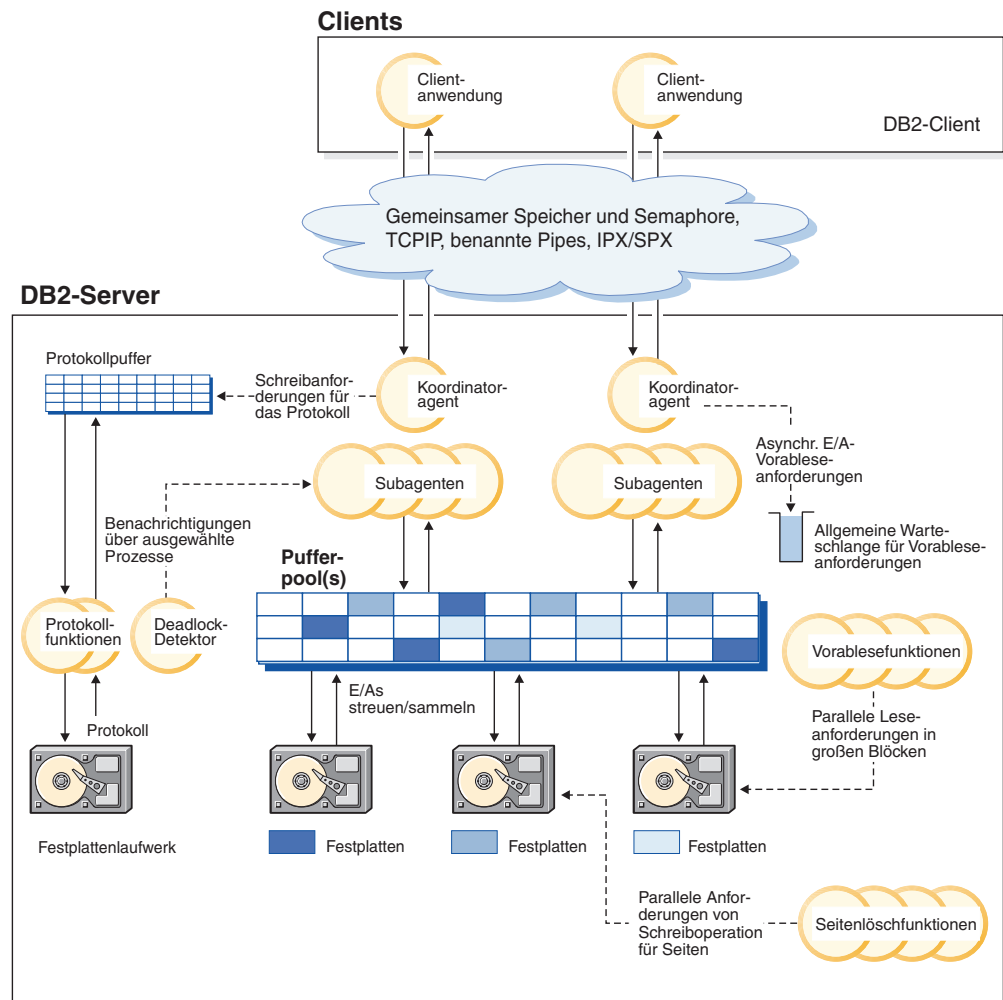 Clients
Client-
anwendung
Client-
anwendung
DB2-Client
Gemeinsamer Speicher und Semaphore,
TCPIP, benannte Pipes, IPX/SPX
DB2-Server
Protokollpuffer
Schreibanfor-
derungen für
das Protokoll
Koordinator-
agent
Koordinator-
agent
Asynchr. E/A-
Vorablese-
anforderungen
Subagenten
Subagenten
Benachrichtigungen
über ausgewählte
Prozesse
Allgemeine Warte-
schlange für Vorablese-
anforderungen
Puffer-
pool(s)
Protokoll-
funktionen
Deadlock-
Detektor
Vorablesefunktionen
E/As
streuen/sammeln
Protokoll
Parallele Lese-
anforderungen in
großen Blöcken
Festplattenlaufwerk
Festplatten
Festplatten
Festplatten
Parallele Anfor-
derungen von
Schreiboperation
für Seiten
Seitenlöschfunktionen